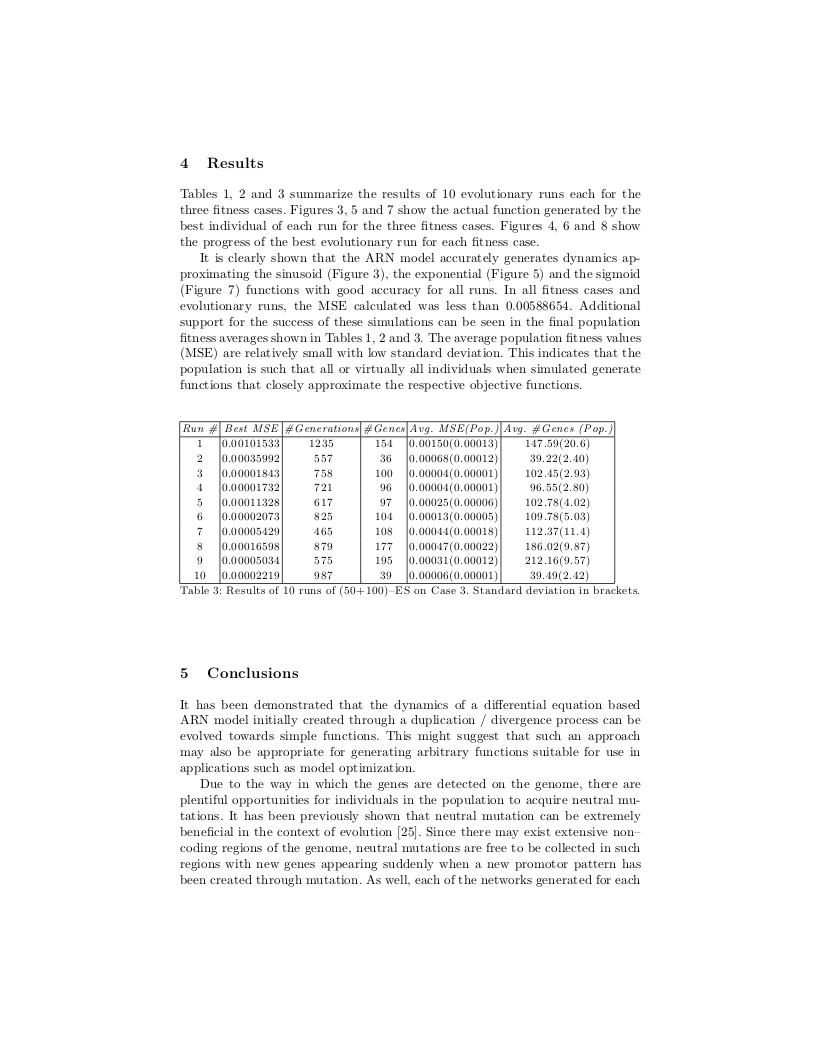 4 Results
Tables 1, 2 and 3 summarize the results of 10 evolutionary runs each for the
three fitness cases. Figures 3, 5 and 7 show the actual function generated by the
best individual of each run for the three fitness cases. Figures 4, 6 and 8 show
the progress of the best evolutionary run for each fitness case.
It is clearly shown that the ARN model accurately generates dynamics ap-
proximating the sinusoid (Figure 3), the exponential (Figure 5) and the sigmoid
(Figure 7) functions with good accuracy for all runs. In all fitness cases and
evolutionary runs, the MSE calculated was less than 0.00588654. Additional
support for the success of these simulations can be seen in the final population
fitness averages shown in Tables 1, 2 and 3. The average population fitness values
(MSE) are relatively small with low standard deviation. This indicates that the
population is such that all or virtually all individuals when simulated generate
functions that closely approximate the respective objective functions.
Run # Best MSE #Generations #Genes Avg. MSE(Pop.) Avg. #Genes (Pop.)
1 0.00101533 1235 154 0.00150(0.00013) 147.59(20.6)
2 0.00035992 557 36 0.00068(0.00012) 39.22(2.40)
3 0.00001843 758 100 0.00004(0.00001) 102.45(2.93)
4 0.00001732 721 96 0.00004(0.00001) 96.55(2.80)
5 0.00011328 617 97 0.00025(0.00006) 102.78(4.02)
6 0.00002073 825 104 0.00013(0.00005) 109.78(5.03)
7 0.00005429 465 108 0.00044(0.00018) 112.37(11.4)
8 0.00016598 879 177 0.00047(0.00022) 186.02(9.87)
9 0.00005034 575 195 0.00031(0.00012) 212.16(9.57)
10 0.00002219 987 39 0.00006(0.00001) 39.49(2.42)
Table 3: Results of 10 runs of (50+100)–ES on Case 3. Standard deviation in brackets.
5 Conclusions
It has been demonstrated that the dynamics of a differential equation based
ARN model initially created through a duplication / divergence process can be
evolved towards simple functions. This might suggest that such an approach
may also be appropriate for generating arbitrary functions suitable for use in
applications such as model optimization.
Due to the way in which the genes are detected on the genome, there are
plentiful opportunities for individuals in the population to acquire neutral mu-
tations. It has been previously shown that neutral mutation can be extremely
beneficial in the context of evolution [25]. Since there may exist extensive non–
coding regions of the genome, neutral mutations are free to be collected in such
regions with new genes appearing suddenly when a new promotor pattern has
been created through mutation. As well, each of the networks generated for each